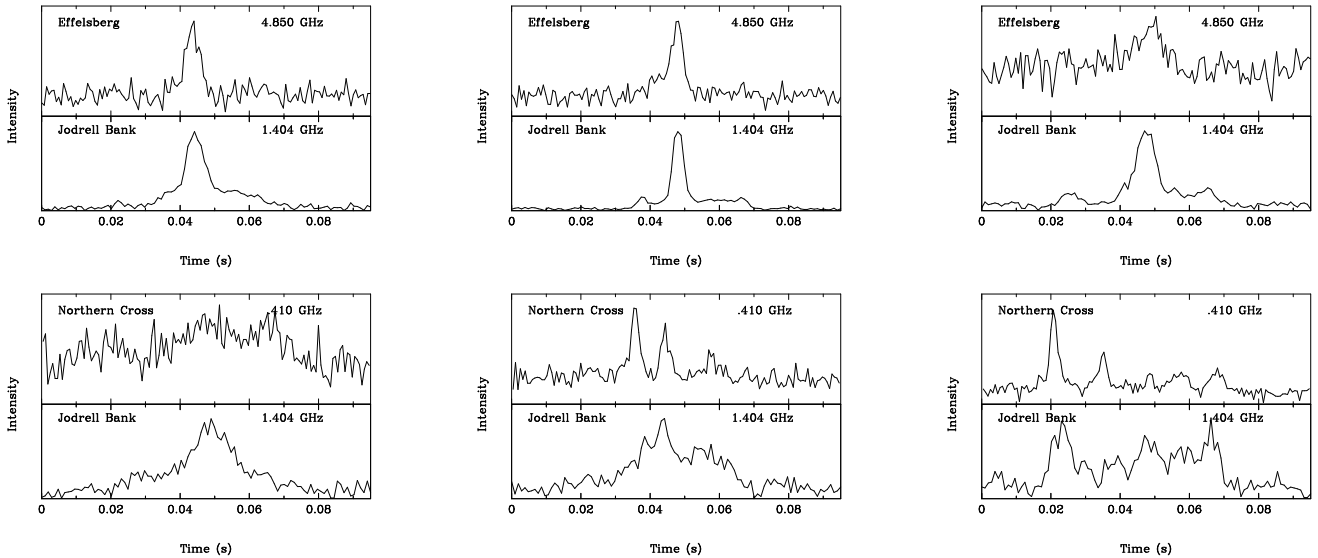 Effelsberg 4.850 GHz
Intensity
Jodrell Bank 1.404 GHz
0 0.02 0.04 0.06 0.08
Time (s)
Effelsberg 4.850 GHz
Intensity
Jodrell Bank 1.404 GHz
0 0.02 0.04 0.06 0.08
Time (s)
Effelsberg 4.850 GHz
Intensity
Jodrell Bank 1.404 GHz
0 0.02 0.04 0.06 0.08
Time (s)
Northern Cross .410 GHz
Intensity
Jodrell Bank 1.404 GHz
0 0.02 0.04 0.06 0.08
Time (s)
Northern Cross .410 GHz
Intensity
Jodrell Bank 1.404 GHz
0 0.02 0.04 0.06 0.08
Time (s)
Northern Cross .410 GHz
Intensity
Jodrell Bank 1.404 GHz
0 0.02 0.04 0.06 0.08
Time (s)